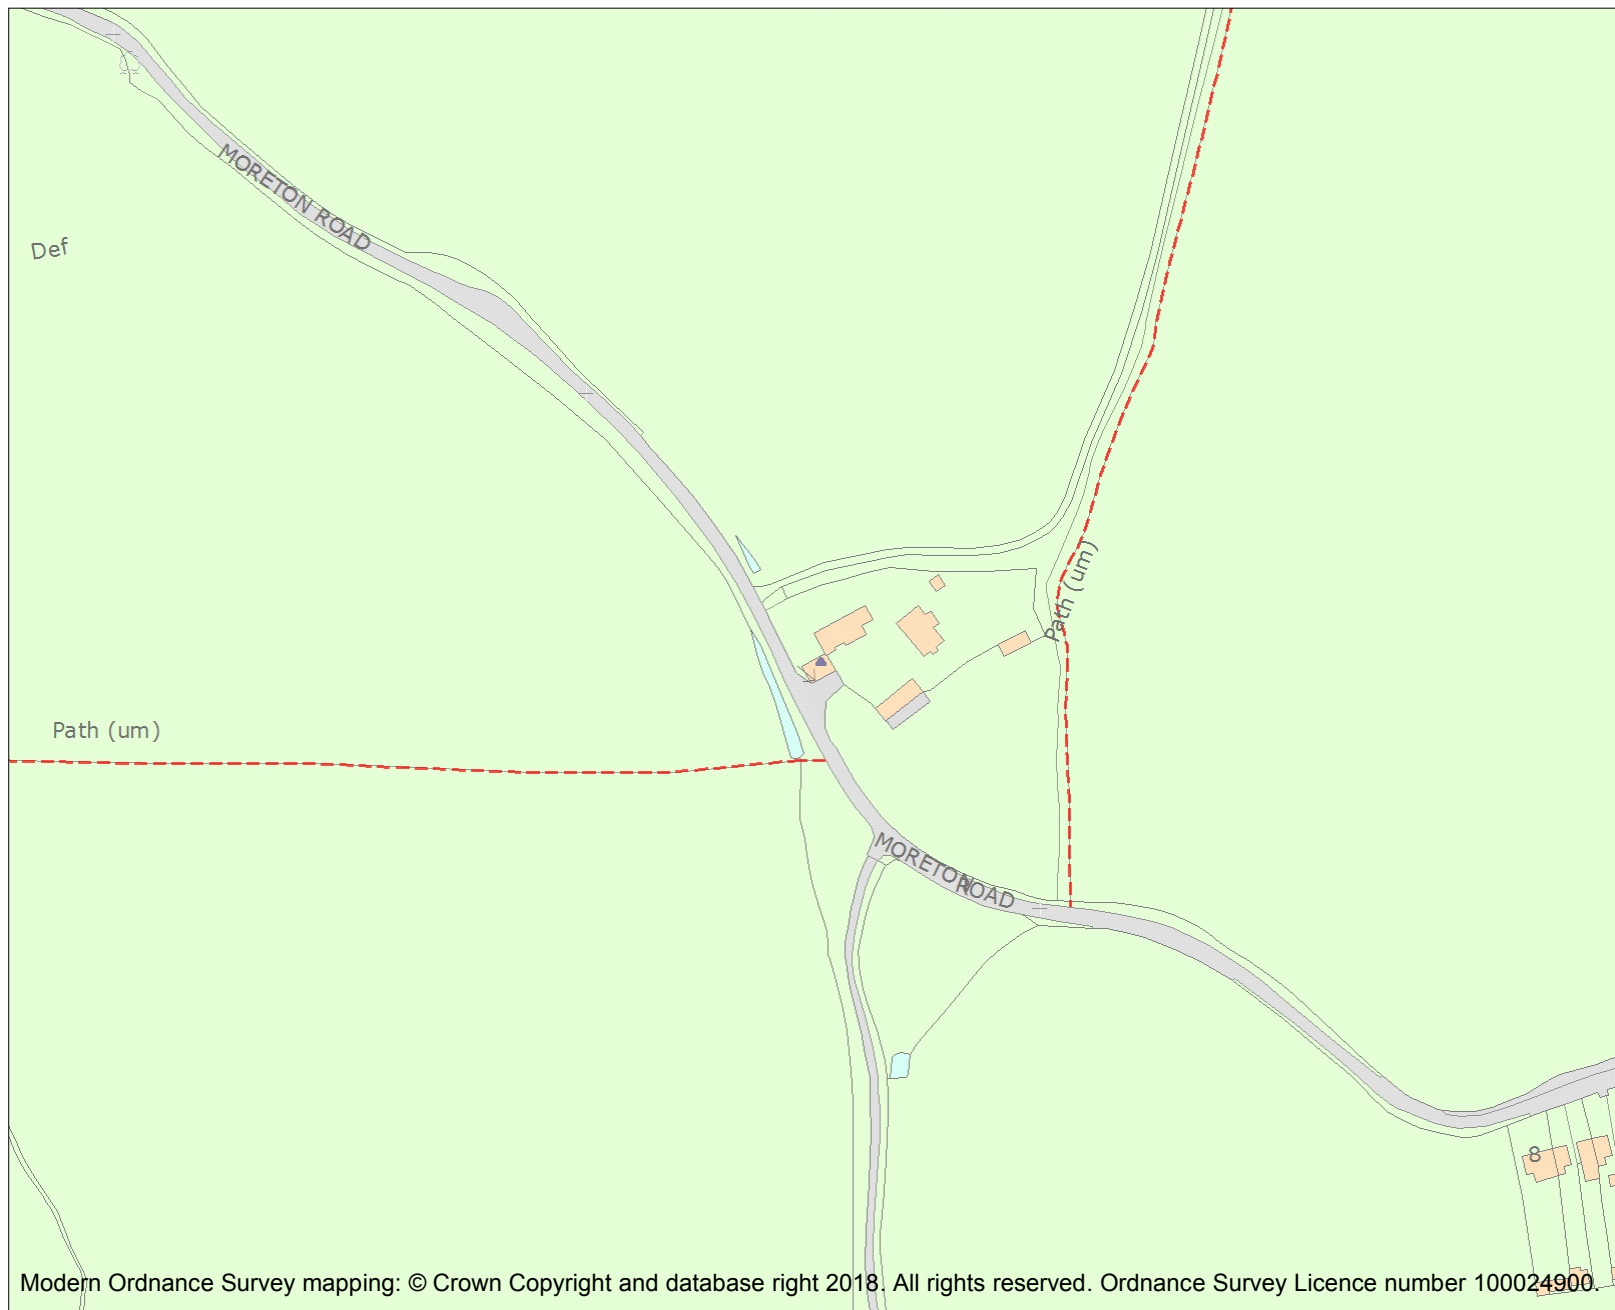 MORETON ROAD
Def
Path (um)
Path (um)
MORETON ROAD
8
Modern Ordnance Survey mapping: © Crown Copyright and database right 2018. All rights reserved. Ordnance Survey Licence number 100024900.